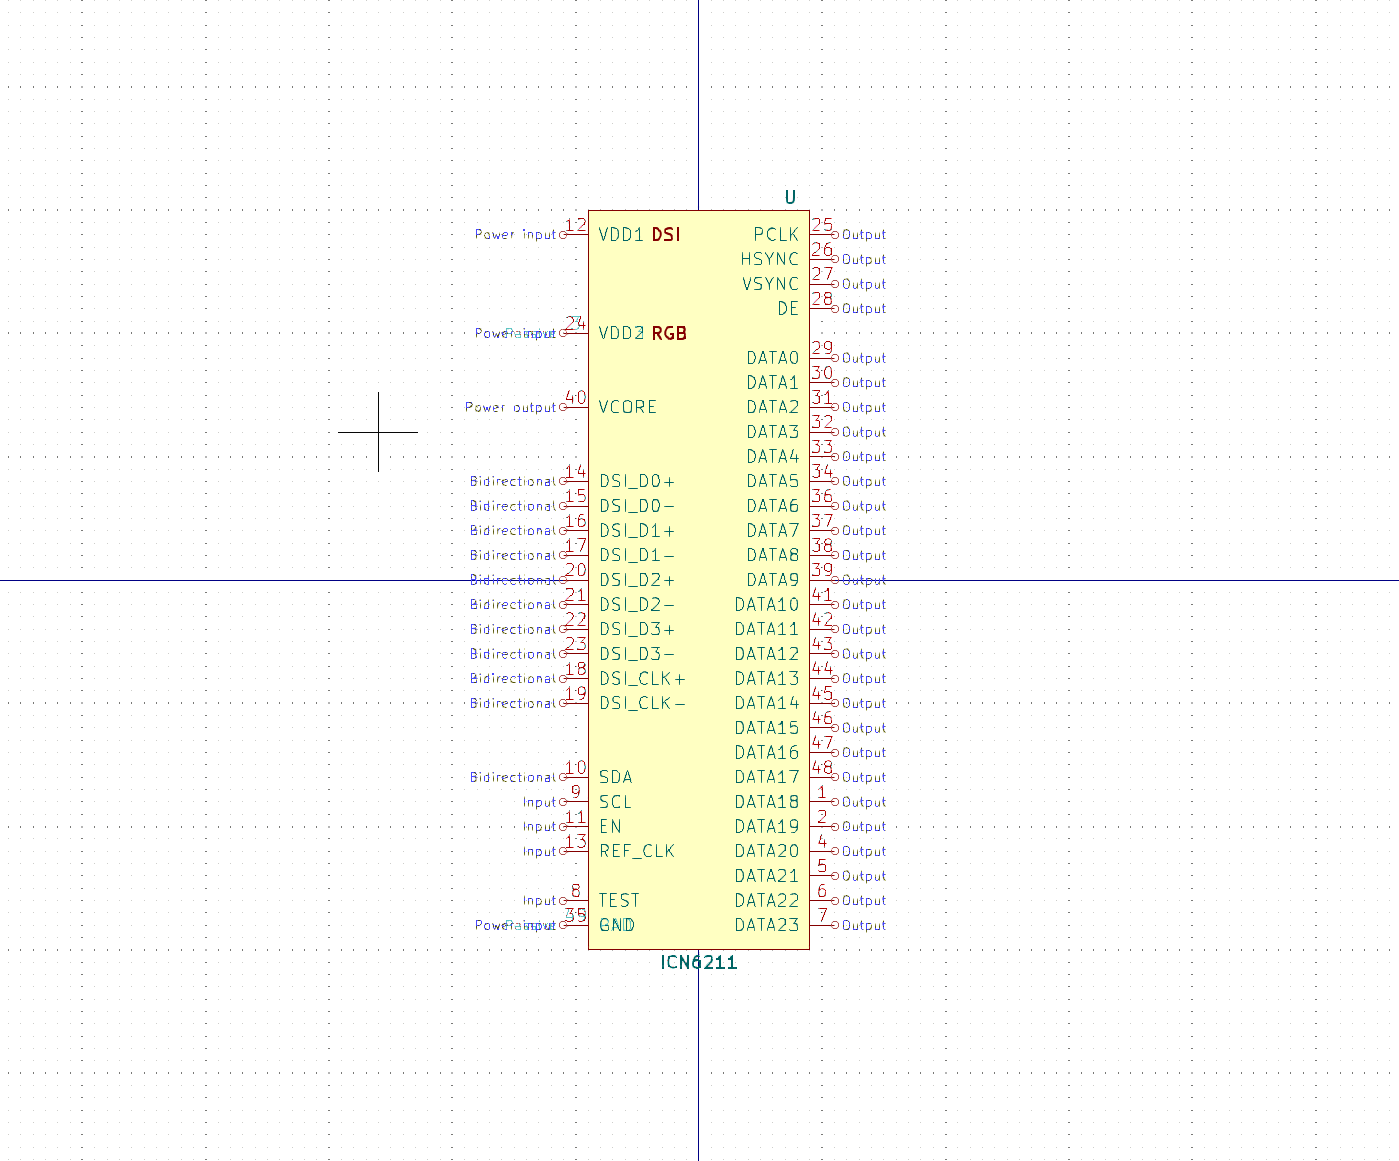 U
Power input 12 VDD1 DSI PCLK 25 Output
HSYNC 26 Output
VSYNC 27 Output
DE 28 Output
Power input 24 VDD2 RGB
DATA0 29 Output
DATA1 30 Output
Power output 40 VCORE DATA2 31 Output
DATA3 32 Output
DATA4 33 Output
Bidirectional 14 DSI_D0+ DATA5 34 Output
Bidirectional 15 DSI_D0- DATA6 36 Output
Bidirectional 16 DSI_D1+ DATA7 37 Output
Bidirectional 17 DSI_D1- DATA8 38 Output
Bidirectional 20 DSI_D2+ DATA9 39 Output
Bidirectional 21 DSI_D2- DATA10 41 Output
Bidirectional 22 DSI_D3+ DATA11 42 Output
Bidirectional 23 DSI_D3- DATA12 43 Output
Bidirectional 18 DSI_CLK+ DATA13 44 Output
Bidirectional 19 DSI_CLK- DATA14 45 Output
DATA15 46 Output
DATA16 47 Output
Bidirectional 10 SDA DATA17 48 Output
Input 9 SCL DATA18 1 Output
Input 11 EN DATA19 2 Output
Input 13 REF_CLK DATA20 4 Output
DATA21 5 Output
Input 8 TEST DATA22 6 Output
Power input 35 GND DATA23 7 Output
ICN6211